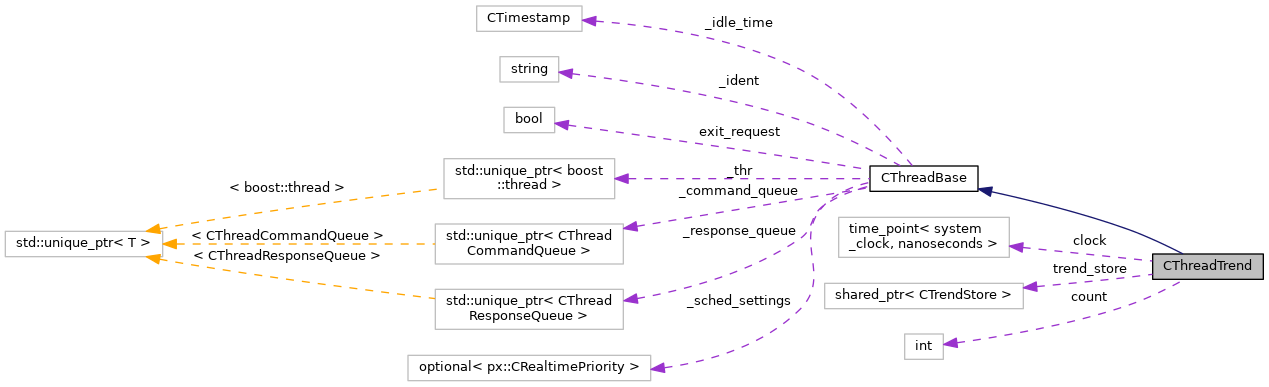 CTimestamp
_idle_time
string
_ident
bool
exit_request
std::unique_ptr< boost
::thread >
_thr
CThreadBase
< boost::thread >
_command_queue
std::unique_ptr< T >
< CThreadCommandQueue >
std::unique_ptr< CThread
CommandQueue >
_response_queue
time_point< system
_clock, nanoseconds >
clock
< CThreadResponseQueue >
CThreadTrend
trend_store
shared_ptr< CTrendStore >
count
std::unique_ptr< CThread
ResponseQueue >
_sched_settings
int
optional< px::CRealtimePriority >